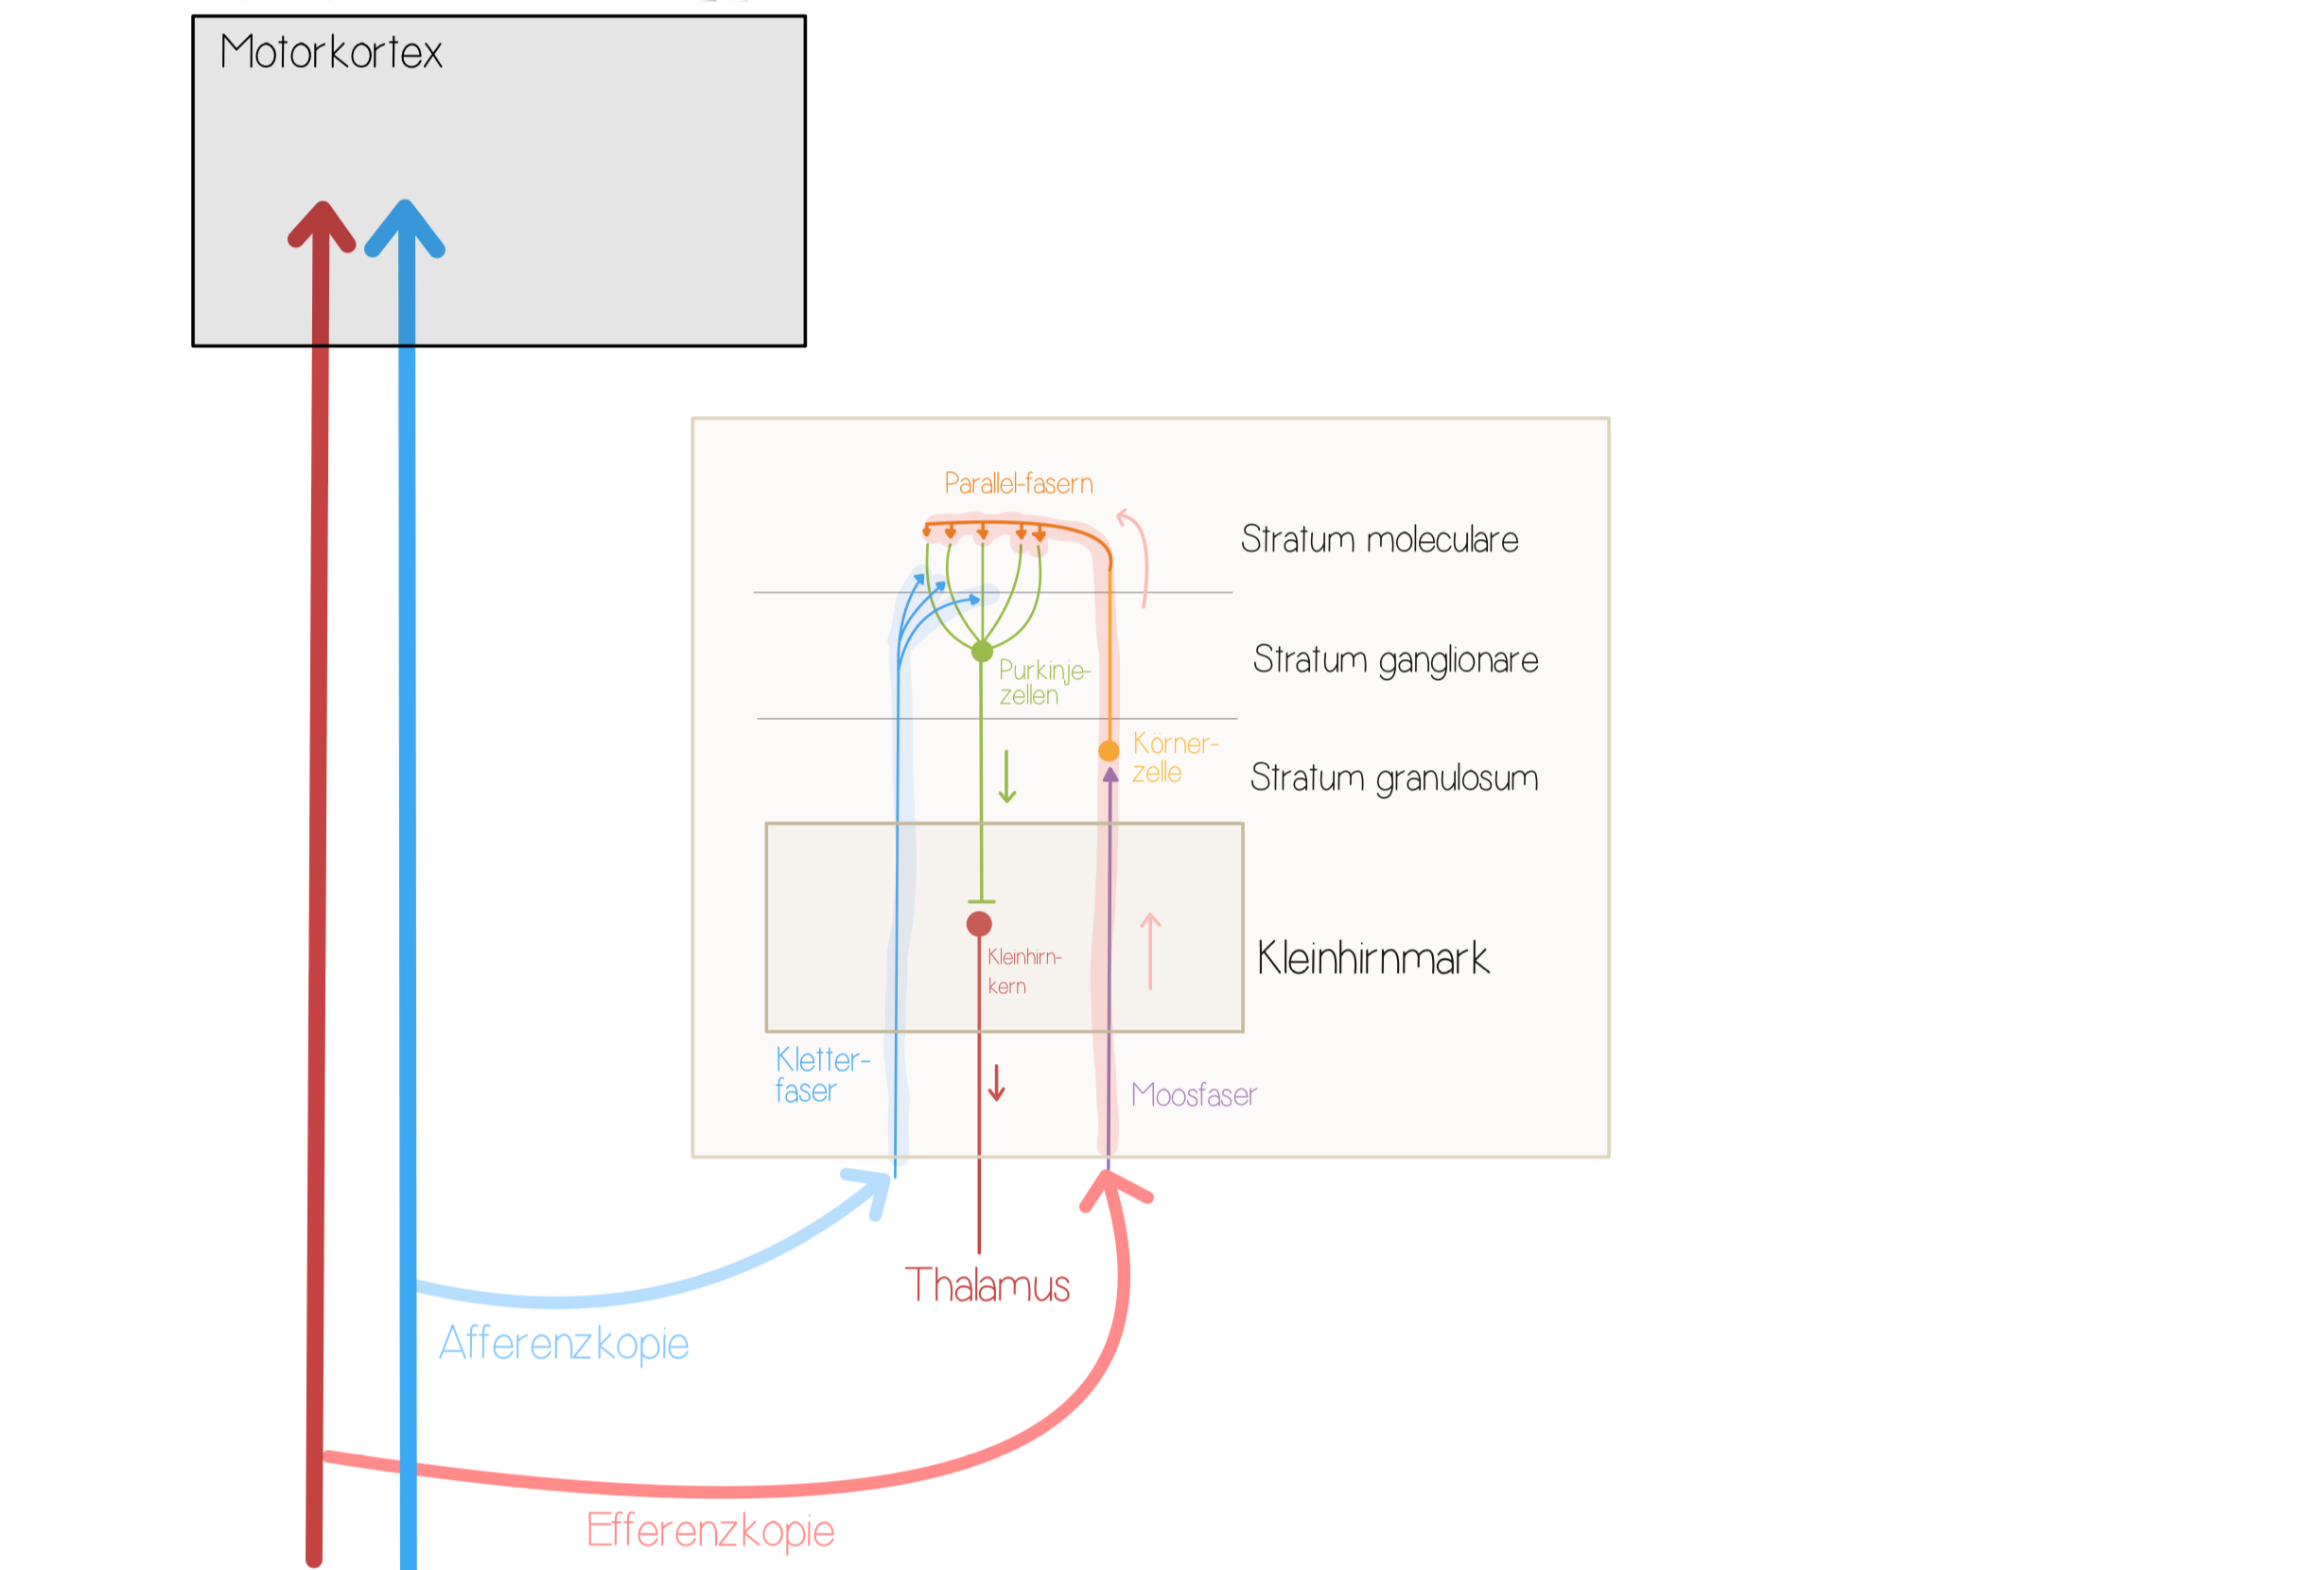 Motorkortex
Parallel-fasern
Stratum moleculare
Stratum ganglionare
Purkinje-
zellen
Körner-
zelle
Stratum granulosum
Kleinhirn-
kern
Kleinhirnmark
Kletter-
faser
Moosfaser
Thalamus
Afferenzkopie
Efferenzkopie